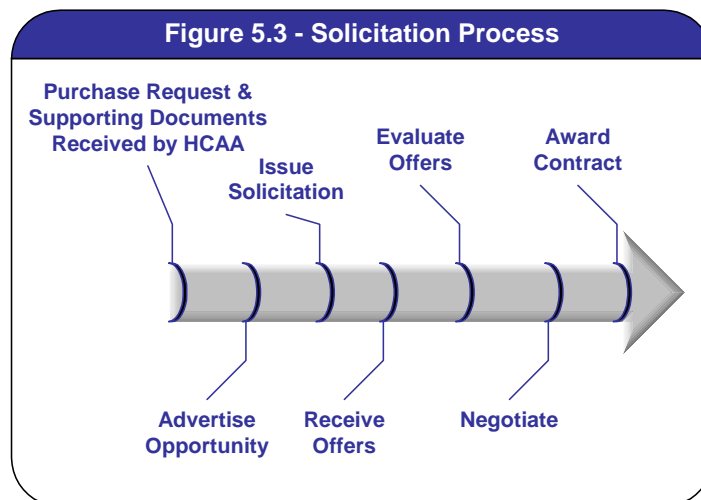 Figure 5.3 - Solicitation Process
Purchase Request &
Supporting Documents
Received by HCAA
Advertise
Opportunity
Issue
Solicitation
Receive
Offers
Evaluate
Offers
Negotiate
Award
Contract